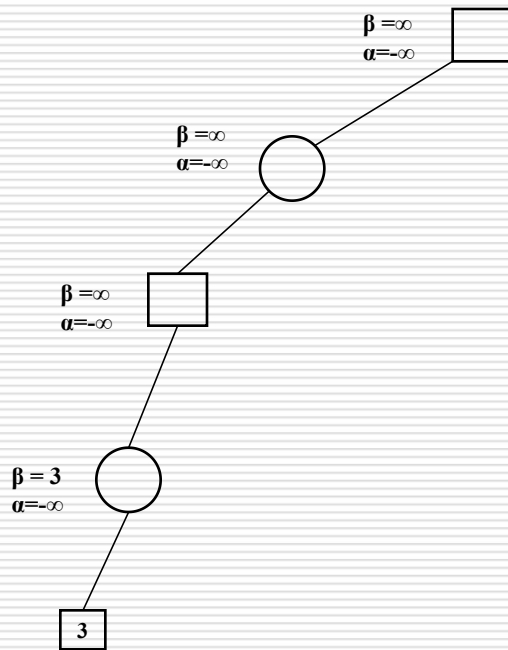 β =∞
α=-∞
β =∞
α=-∞
β =∞
α=-∞
β = 3
α=-∞
3